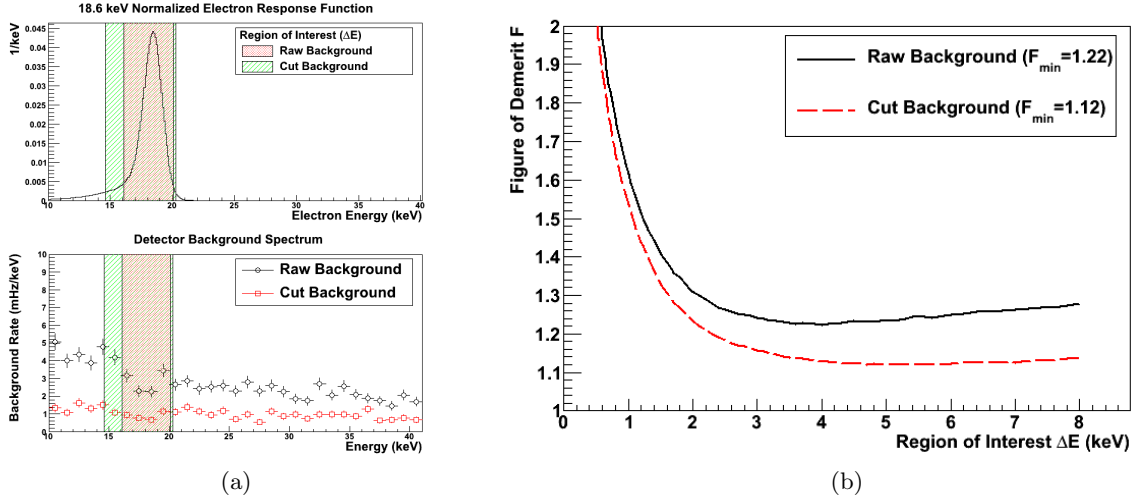 18.6 keV Normalized Electron Response Function
1/keV
0.045
0.04
0.035
0.03
0.025
0.02
0.015
0.01
0.005
0
Region of Interest (ΔE)
Raw Background
Cut Background
10 15 20 25 30 35 40
Electron Energy (keV)
Detector Background Spectrum
Background Rate (mHz/keV)
10
9
8
7
6
5
4
3
2
1
0
Raw Background
Cut Background
10 15 20 25 30 35 40
Energy (keV)
(a)
Figure of Demerit F
2
1.9
1.8
1.7
1.6
1.5
1.4
1.3
1.2
1.1
1
Raw Background (Fmin=1.22)
Cut Background (Fmin=1.12)
0 1 2 3 4 5 6 7 8
Region of Interest ΔE (keV)
(b)